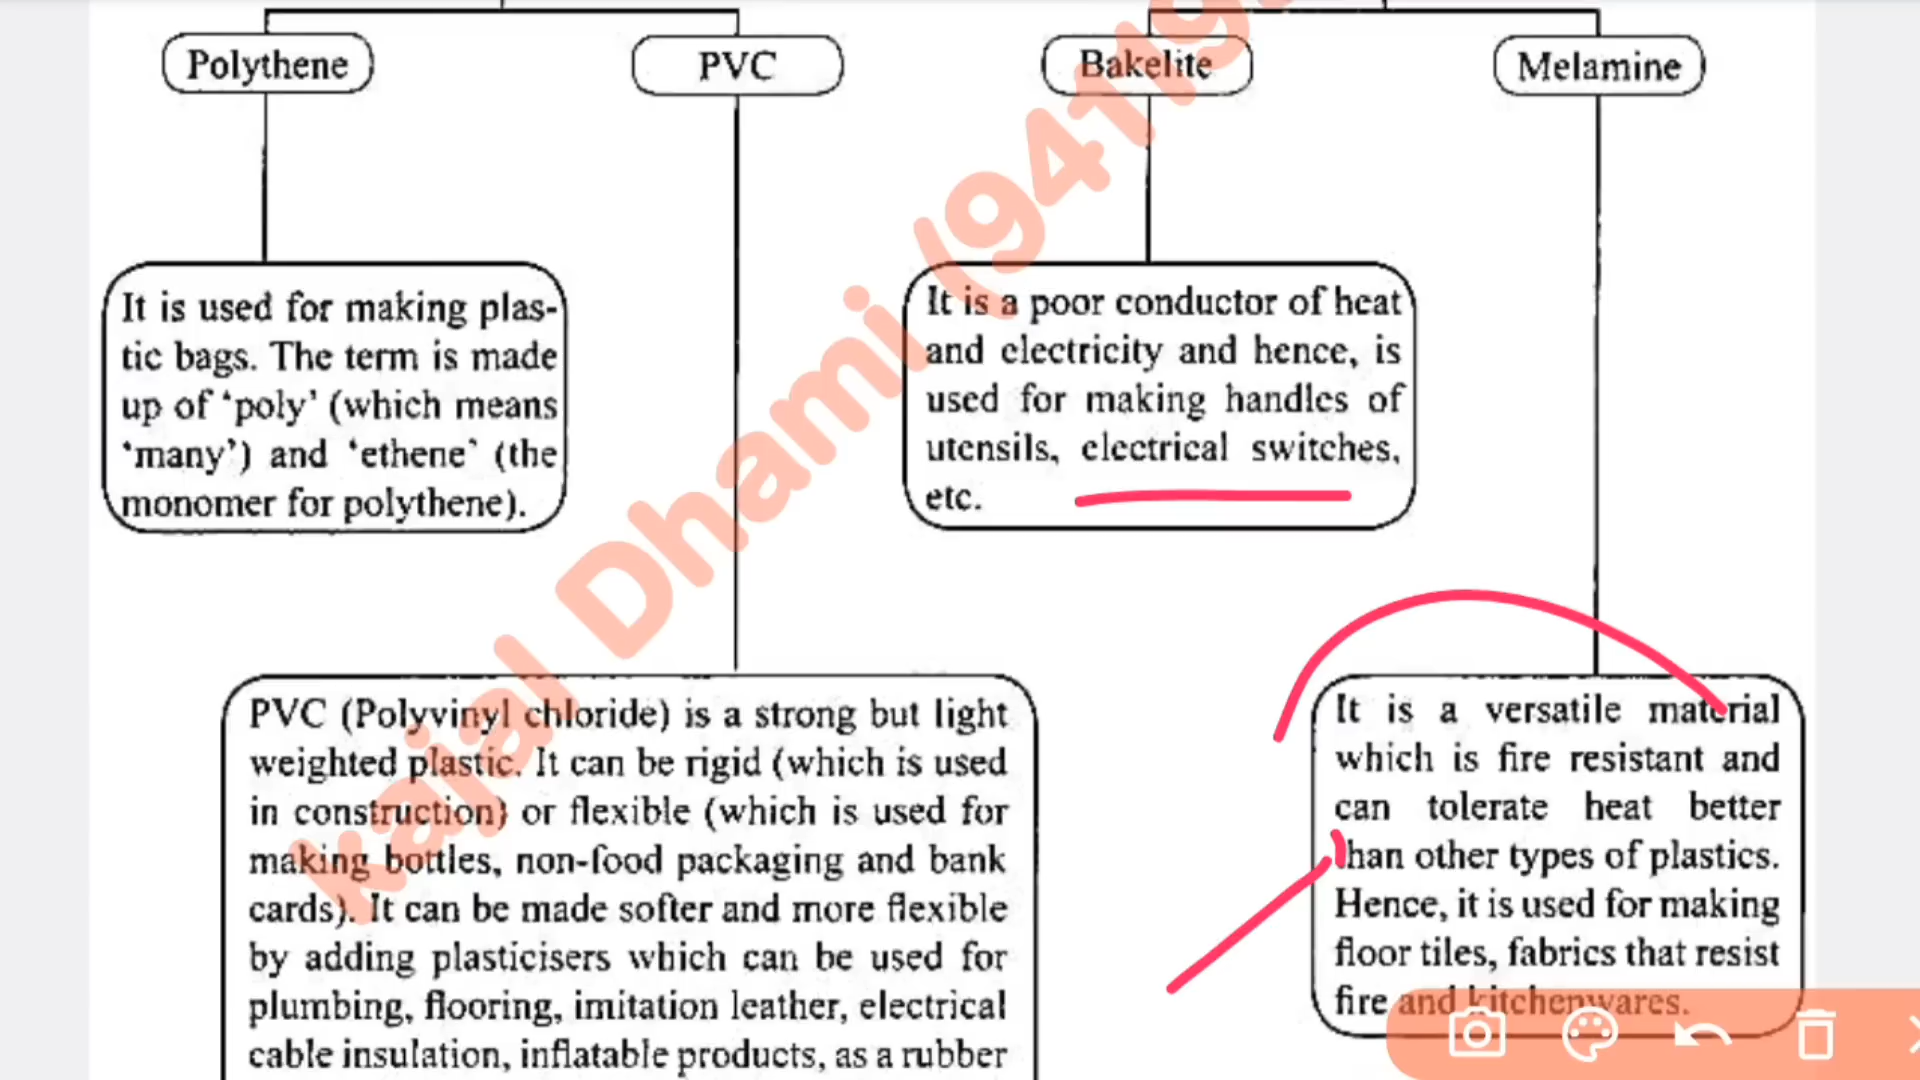 Polythene
PVC
Bakelite
Melamine
It is used for making plas-
tic bags. The term is made
up of ‘poly’ (which means
‘many’) and ‘ethene’ (the
monomer for polythene).
It is a poor conductor of heat
and electricity and hence, is
used for making handles of
utensils, electrical switches,
etc.
PVC (Polyvinyl chloride) is a strong but light
weighted plastic. It can be rigid (which is used
in construction) or flexible (which is used for
making bottles, non-food packaging and bank
cards). It can be made softer and more flexible
by adding plasticisers which can be used for
plumbing, flooring, imitation leather, electrical
cable insulation, inflatable products, as a rubber
It is a versatile material
which is fire resistant and
can tolerate heat better
than other types of plastics.
Hence, it is used for making
floor tiles, fabrics that resist
fire and kitchenwares.
kajal Dhami (94119